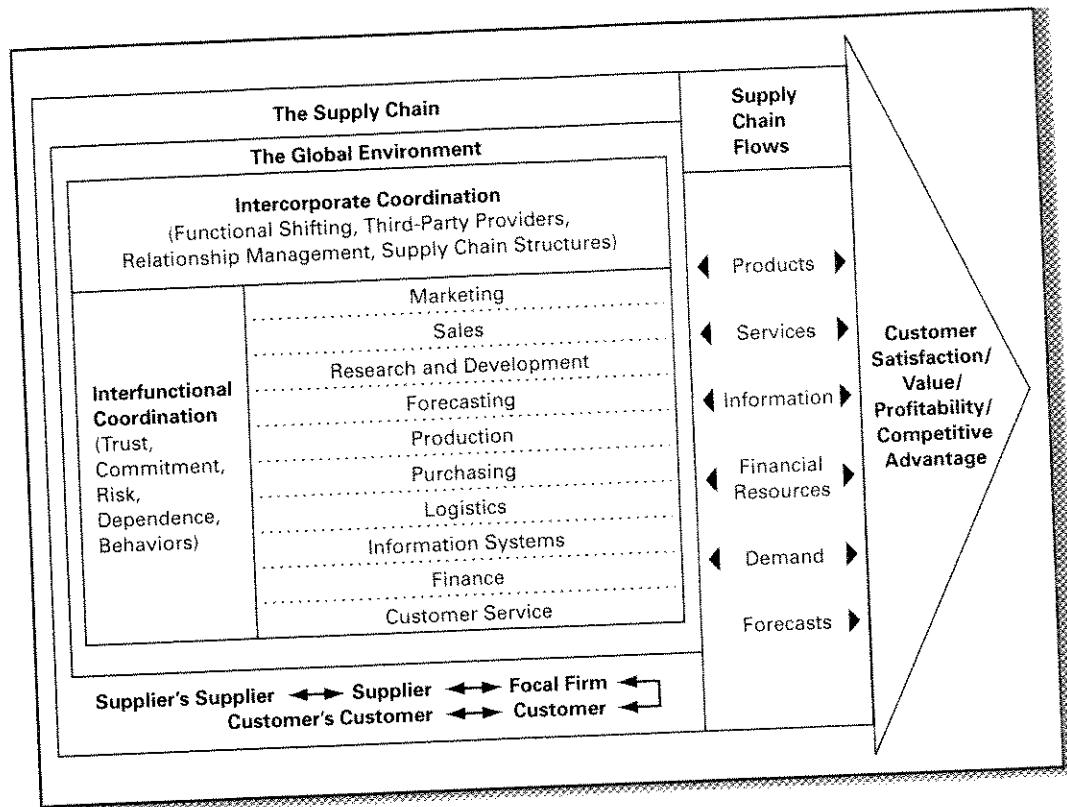 The Supply Chain
The Global Environment
Intercorporate Coordination
(Functional Shifting, Third-Party Providers,
Relationship Management, Supply Chain Structures)
Interfunctional
Coordination
(Trust,
Commitment,
Risk,
Dependence,
Behaviors)
Marketing
Sales
Research and Development
Forecasting
Production
Purchasing
Logistics
Information Systems
Finance
Customer Service
Supplier's Supplier Supplier Focal Firm
Customer's Customer Customer
Supply
Chain
Flows
Products
Services
Information
Financial
Resources
Demand
Forecasts
Customer
Satisfaction/
Value/
Profitability/
Competitive
Advantage